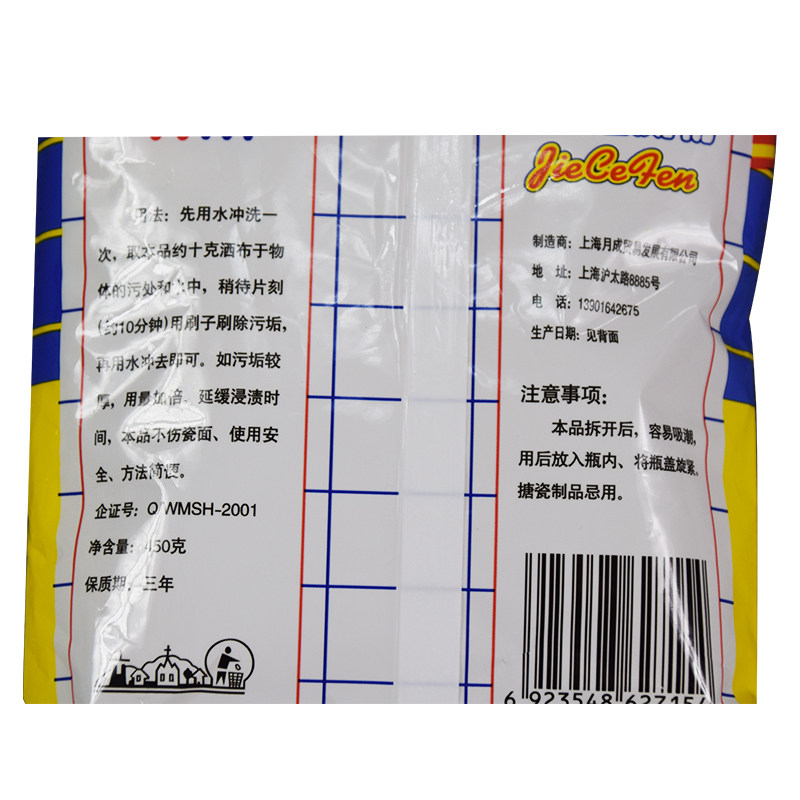 用法：先用水冲洗一
次，取本品约十克洒布于物
体的污处和水中，稍待片刻
(约10分钟)用刷子刷除污垢，
再用水冲去即可。如污垢较
厚，用量加倍。延缓浸渍时
间，本品不伤瓷面、使用安
全、方法简便。
企证号：Q/WMSH-2001
净含量：450克
保质期：三年
JieCeFen
制造商：上海月成贸易发展有限公司
地 址：上海沪太路8885号
电 话：13901642675
生产日期：见背面
注意事项：
本品拆开后，容易吸潮，
用后放入瓶内、将瓶盖旋紧。
搪瓷制品忌用。
6 923548 627154